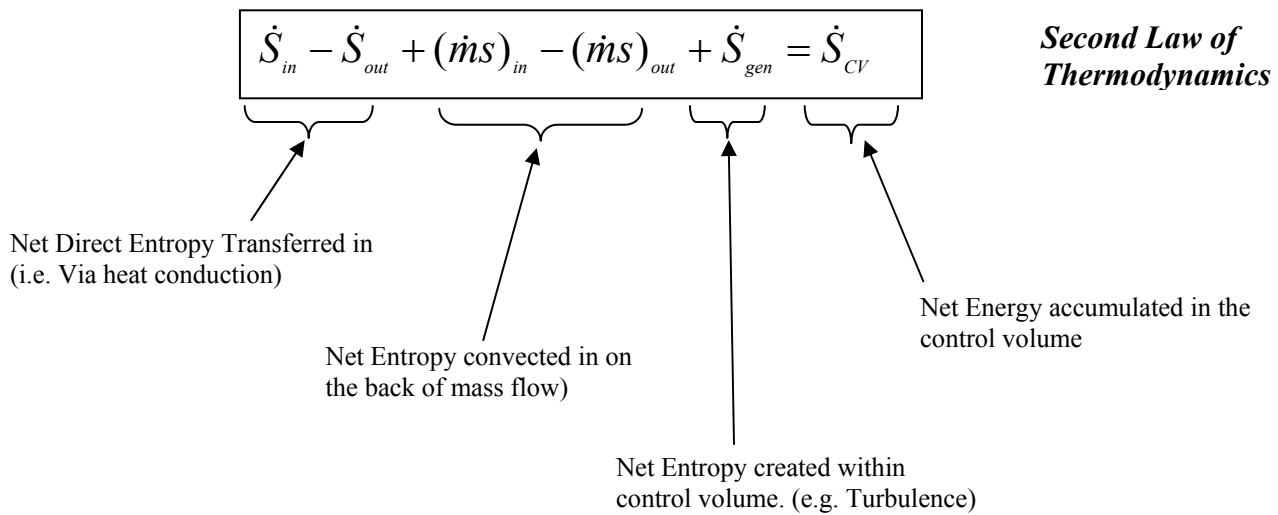 Ṡ_in − Ṡ_out + (ṁs)_in − (ṁs)_out + Ṡ_gen = Ṡ_CV
Second Law of
Thermodynamics
Net Direct Entropy Transferred in
(i.e. Via heat conduction)
Net Energy accumulated in the
control volume
Net Entropy convected in on
the back of mass flow)
Net Entropy created within
control volume. (e.g. Turbulence)